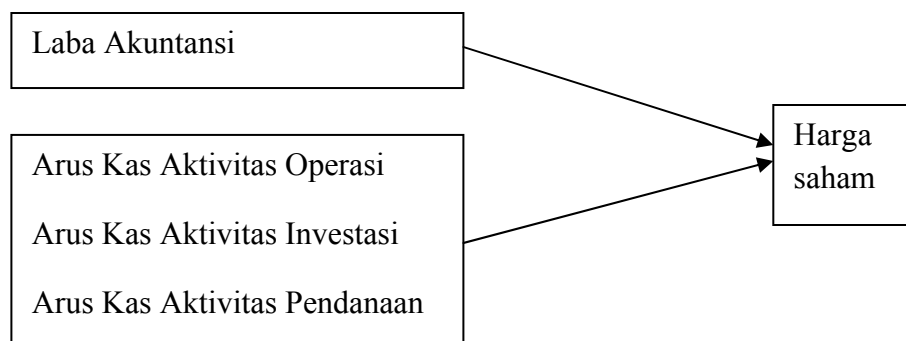 Laba Akuntansi
Arus Kas Aktivitas Operasi
Arus Kas Aktivitas Investasi
Arus Kas Aktivitas Pendanaan
Harga
saham